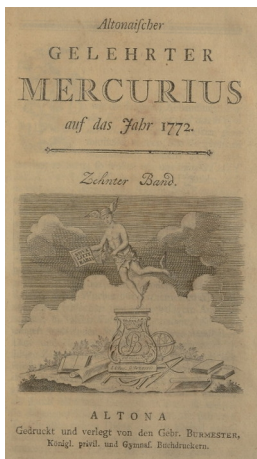 Altonaischer
GELEHRTER
MERCURIUS
auf das Jahr 1772.
Zehnter Band.
ALTONA
Gedruckt und verlegt von den Gebr. BURMESTER,
Königl. privil. und Gymnas. Buchdruckern.